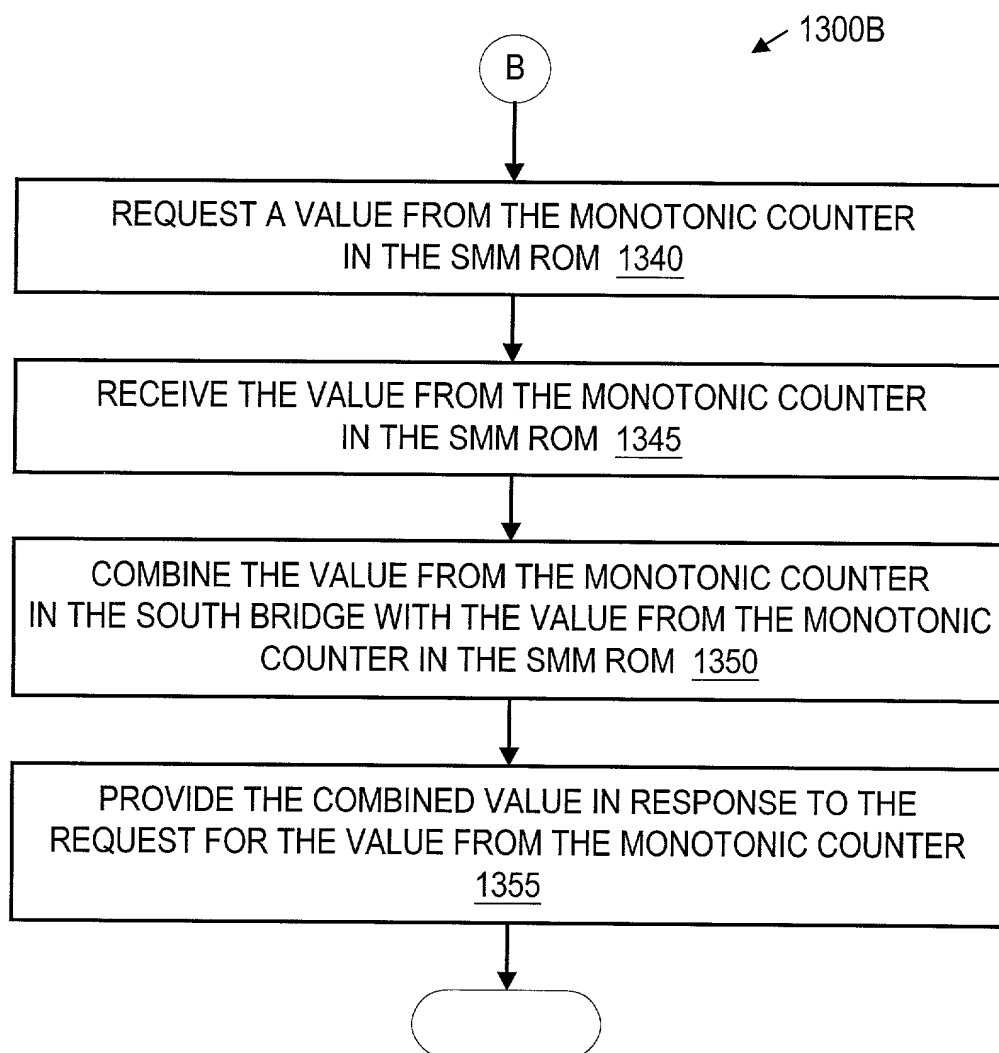 1300B
B
REQUEST A VALUE FROM THE MONOTONIC COUNTER
IN THE SMM ROM 1340
RECEIVE THE VALUE FROM THE MONOTONIC COUNTER
IN THE SMM ROM 1345
COMBINE THE VALUE FROM THE MONOTONIC COUNTER
IN THE SOUTH BRIDGE WITH THE VALUE FROM THE MONOTONIC
COUNTER IN THE SMM ROM 1350
PROVIDE THE COMBINED VALUE IN RESPONSE TO THE
REQUEST FOR THE VALUE FROM THE MONOTONIC COUNTER
1355